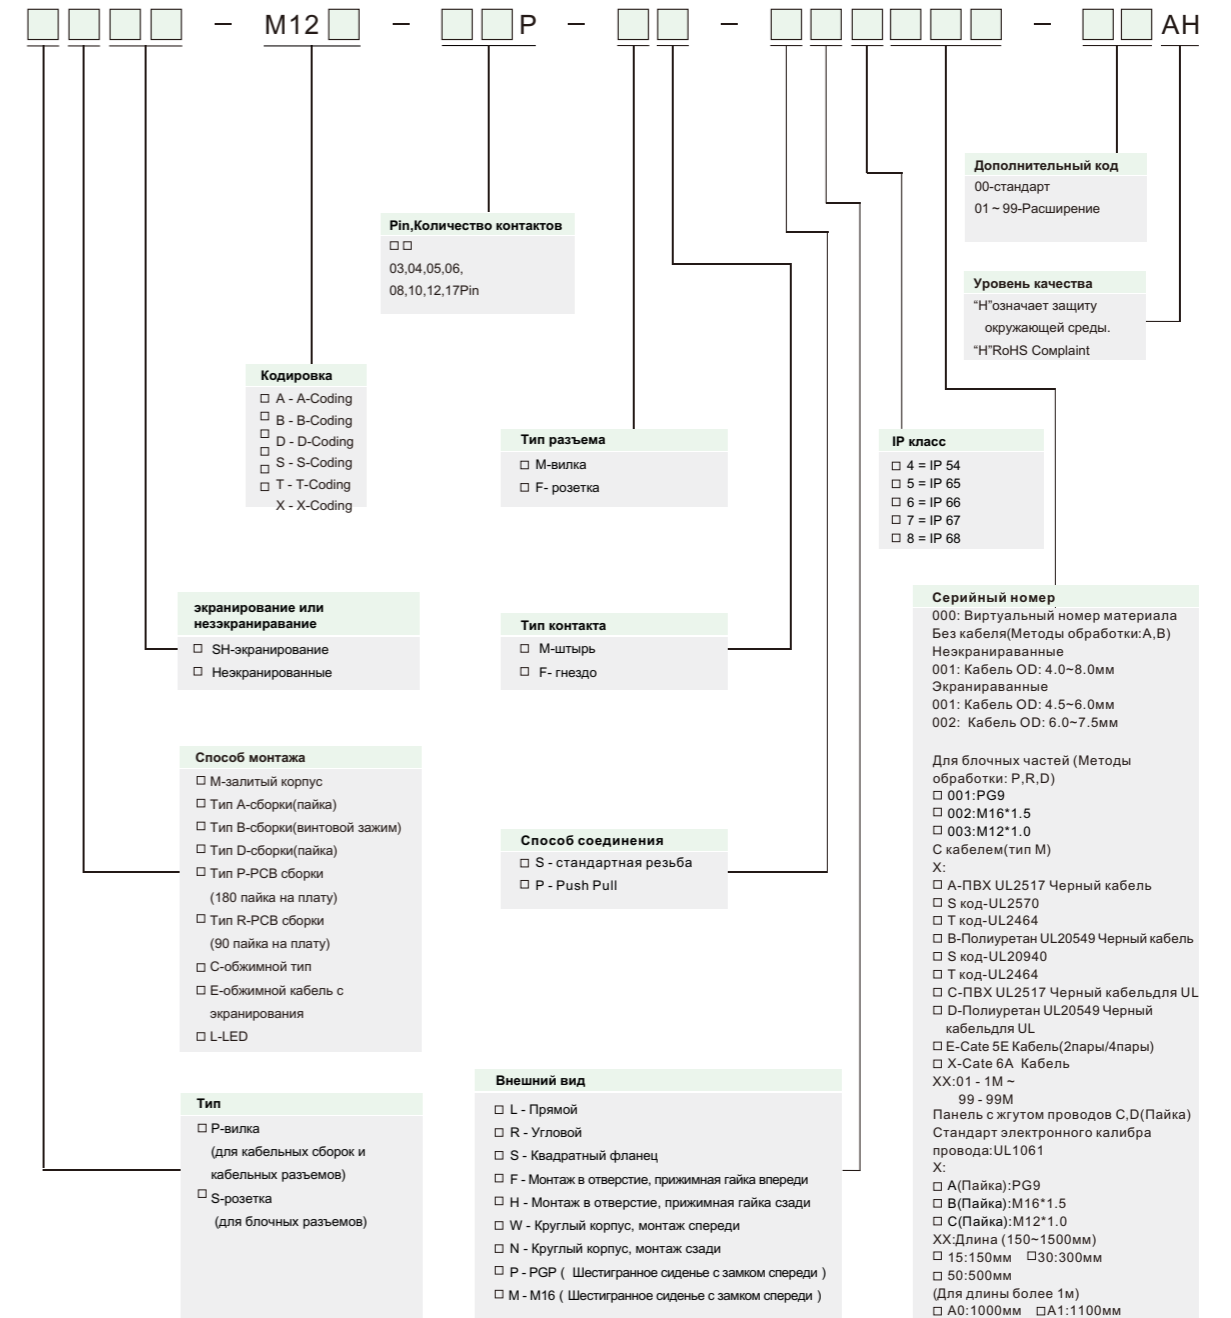 – M12 – P – – – AH
Дополнительный код
00-стандарт
01 ~ 99-Расширение
Pin,Количество контактов
□ □
03,04,05,06,
08,10,12,17Pin
Уровень качества
“H”означает защиту
окружающей среды.
“H”RoHS Compliaint
Кодировка
□ A - A-Coding
□ B - B-Coding
□ D - D-Coding
□ S - S-Coding
□ T - T-Coding
□ X - X-Coding
Тип разъема
□ M-вилка
□ F- розетка
IP класс
□ 4 = IP 54
□ 5 = IP 65
□ 6 = IP 66
□ 7 = IP 67
□ 8 = IP 68
экранирование или
незэкраниравание
□ SH-экранирование
□ Неэкранированные
Тип контакта
□ M-штырь
□ F- гнездо
Серийный номер
000: Виртуальный номер материала
Без кабеля(Методы обработки:A,B)
Неэкранираванные
001: Кабель OD: 4.0~8.0мм
Экранираванные
001: Кабель OD: 4.5~6.0мм
002: Кабель OD: 6.0~7.5мм
Для блочных частей (Методы
обработки: P,R,D)
□ 001:PG9
□ 002:M16*1.5
□ 003:M12*1.0
С кабелем(тип M)
X:
□ A-ПВХ UL2517 Черный кабель
□ S код-UL2570
□ T код-UL2464
□ B-Полиуретан UL20549 Черный кабель
□ S код-UL20940
□ T код-UL2464
□ C-ПВХ UL2517 Черный кабельдля UL
□ D-Полиуретан UL20549 Черный
кабельдля UL
□ E-Cate 5E Кабель(2пары/4пары)
□ X-Cate 6A Кабель
XX:01 - 1M ~
99 - 99M
Панель с жгутом проводов C,D(Пайка)
Стандарт электронного калибра
провода:UL1061
X:
□ A(Пайка):PG9
□ B(Пайка):M16*1.5
□ C(Пайка):M12*1.0
XX:Длина (150~1500мм)
□ 15:150мм □30:300мм
□ 50:500мм
(Для длины более 1м)
□ A0:1000мм □A1:1100мм
Способ монтажа
□ M-залитый корпус
□ Тип A-сборки(пайка)
□ Тип B-сборки(винтовой зажим)
□ Тип D-сборки(пайка)
□ Тип P-PCB сборки
(180 пайка на плату)
□ Тип R-PCB сборки
(90 пайка на плату)
□ C-обжимной тип
□ E-обжимной кабель с
экранирования
□ L-LED
Способ соединения
□ S - стандартная резьба
□ P - Push Pull
Тип
□ P-вилка
(для кабельных сборок и
кабельных разъемов)
□ S-розетка
(для блочных разъемов)
Внешний вид
□ L - Прямой
□ R - Угловой
□ S - Квадратный фланец
□ F - Монтаж в отверстие, прижимная гайка впереди
□ H - Монтаж в отверстие, прижимная гайка сзади
□ W - Круглый корпус, монтаж спереди
□ N - Круглый корпус, монтаж сзади
□ P - PGP ( Шестигранное сиденье с замком спереди )
□ M - M16 ( Шестигранное сиденье с замком спереди )